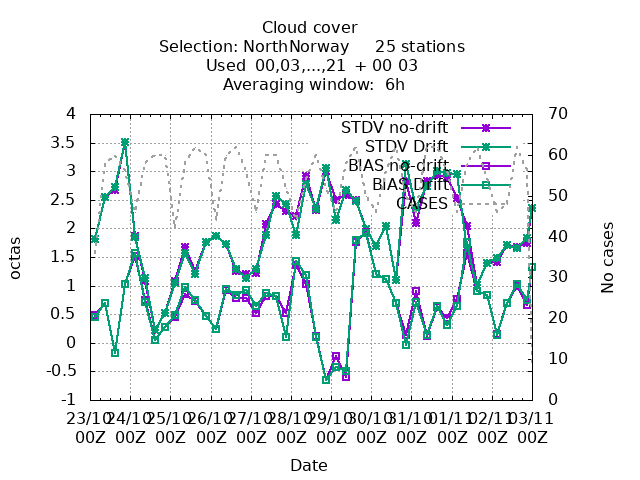 Cloud cover
Selection: NorthNorway 25 stations
Used 00,03,...,21 + 00 03
Averaging window: 6h
STDV no-drift
STDV Drift
BIAS no-drift
BIAS Drift
CASES
octas
4
3.5
3
2.5
2
1.5
1
0.5
0
-0.5
-1
No cases
70
60
50
40
30
20
10
0
23/10 24/10 25/10 26/10 27/10 28/10 29/10 30/10 31/10 01/11 02/11 03/11
00Z 00Z 00Z 00Z 00Z 00Z 00Z 00Z 00Z 00Z 00Z 00Z
Date